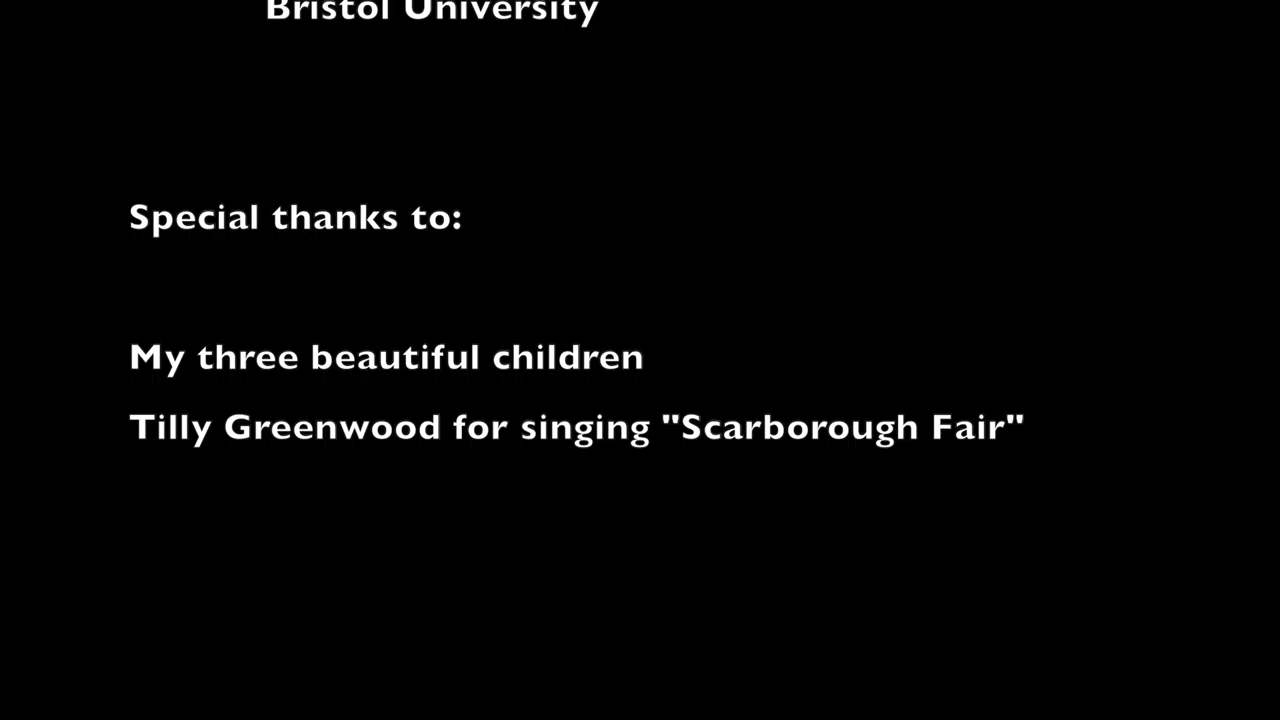 Bristol University
Special thanks to:
My three beautiful children
Tilly Greenwood for singing "Scarborough Fair"